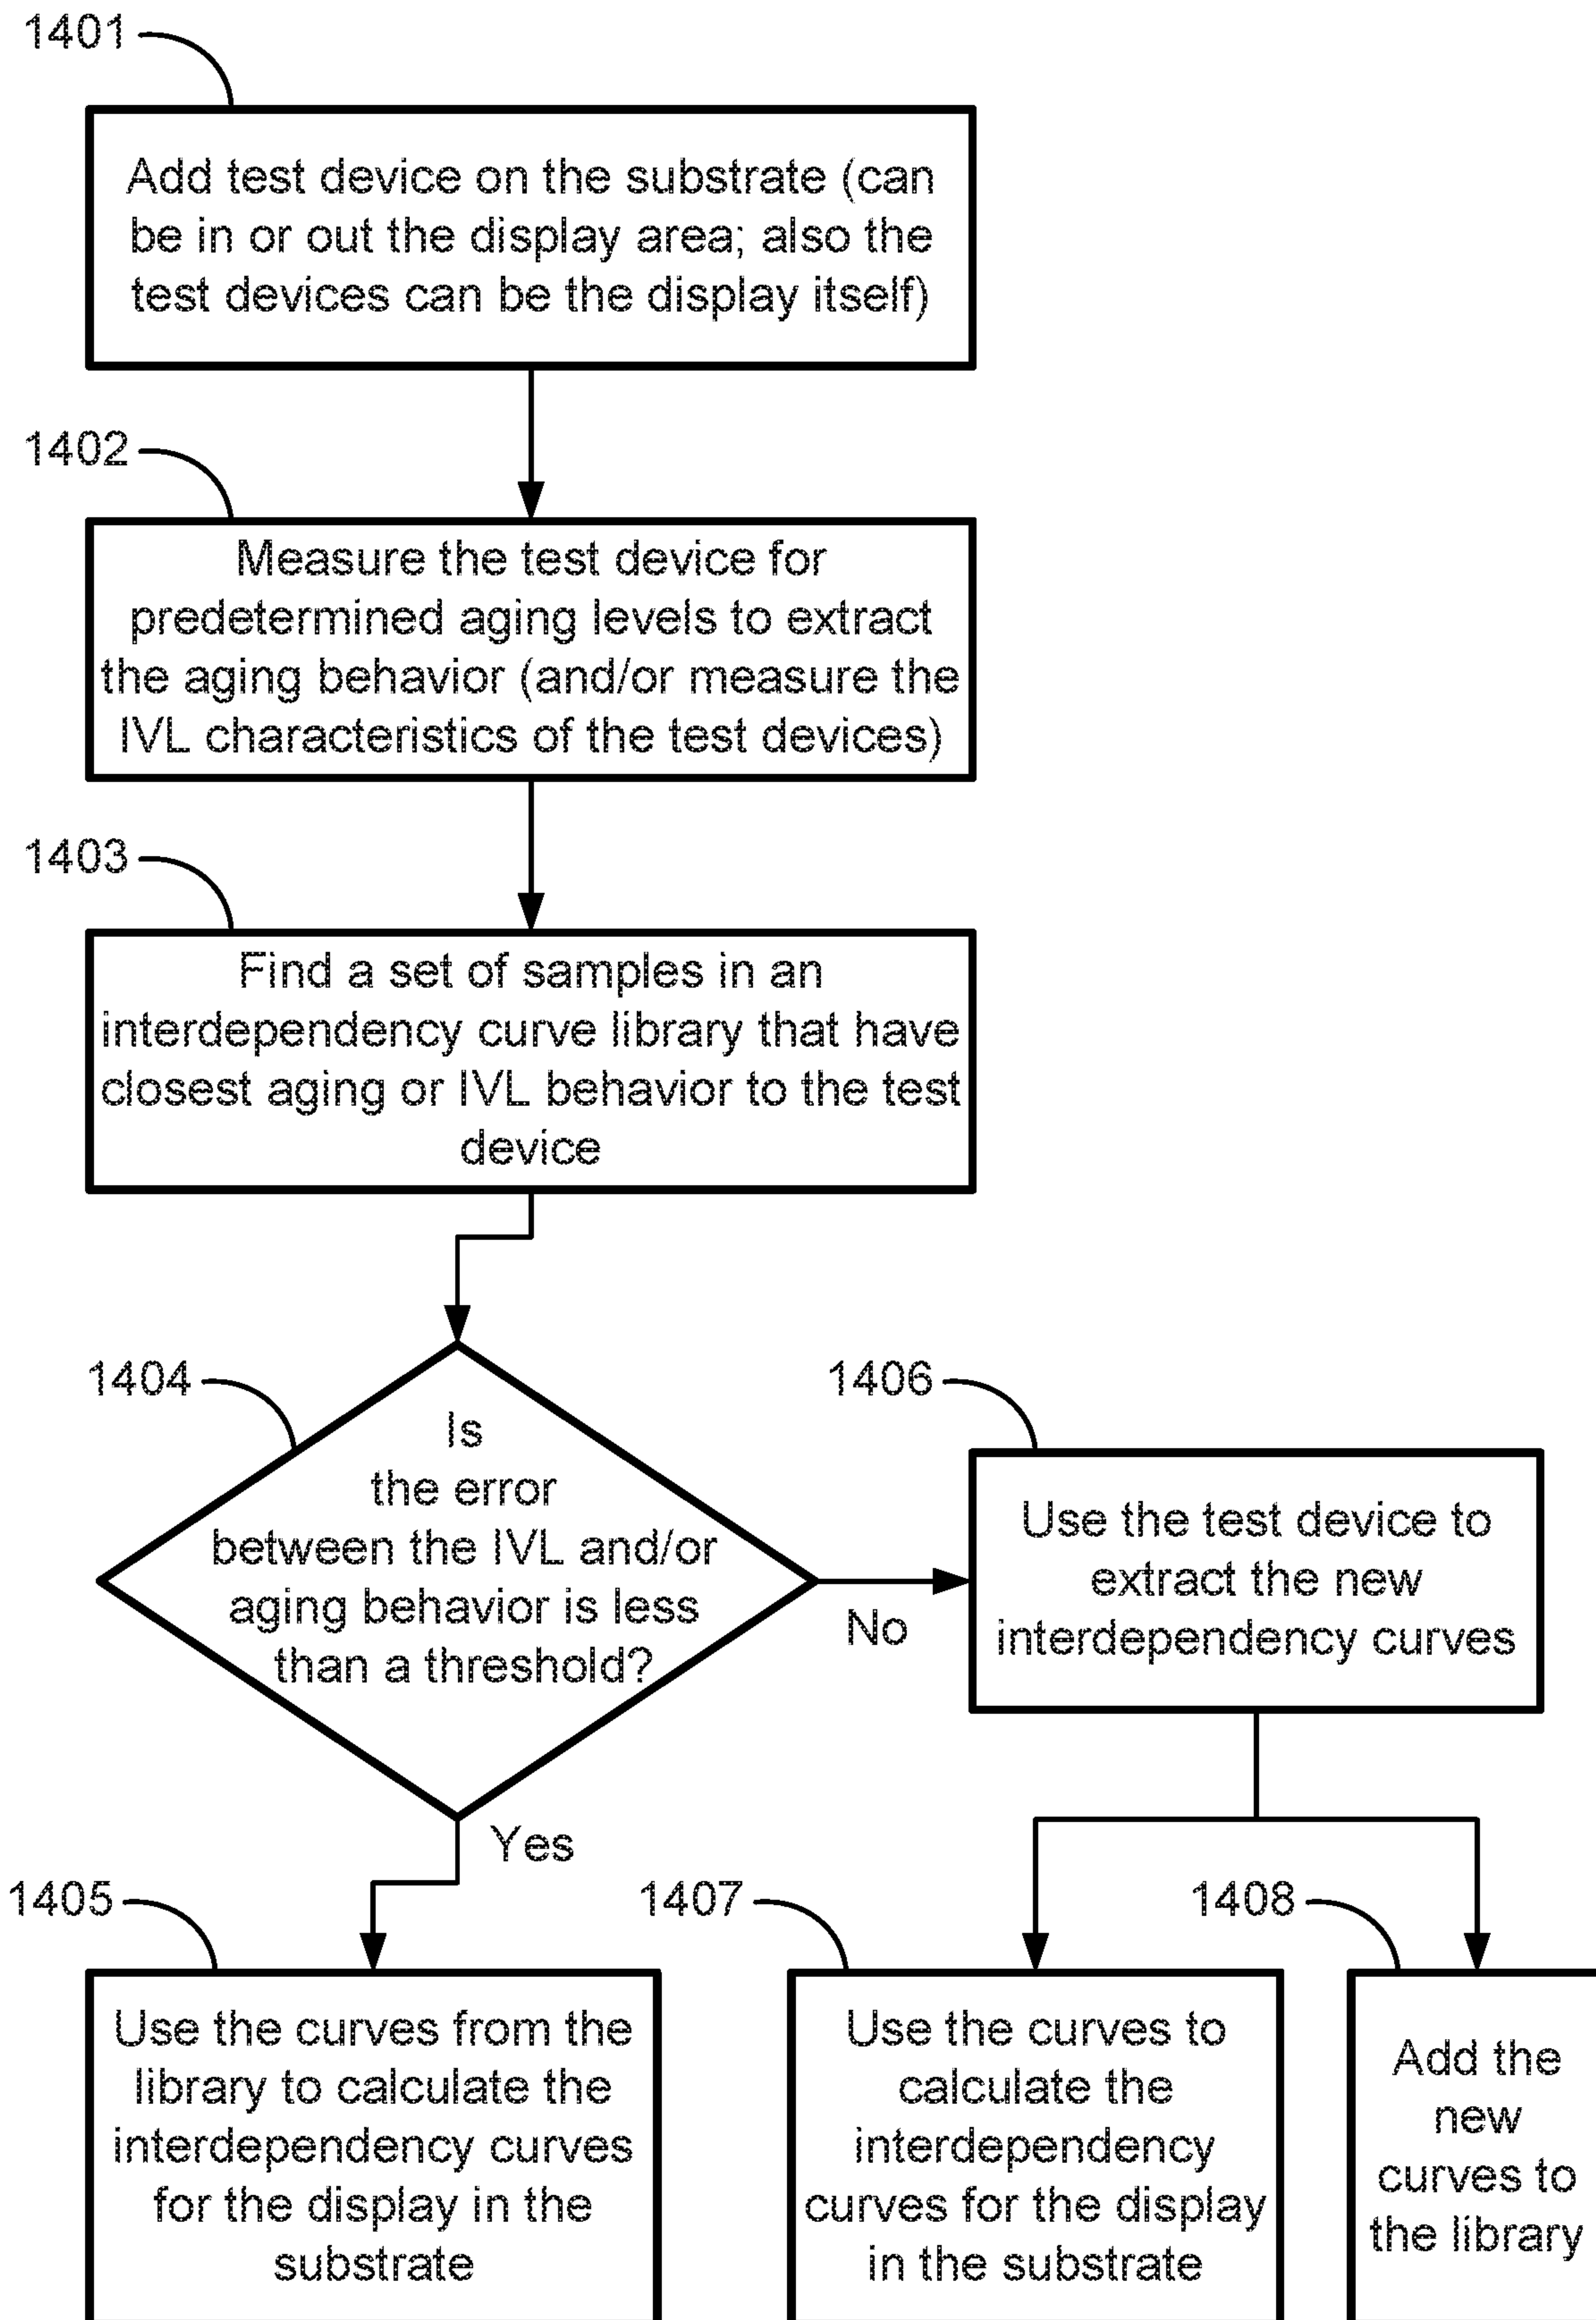 1401
Add test device on the substrate (can
be in or out the display area; also the
test devices can be the display itself)
1402
Measure the test device for
predetermined aging levels to extract
the aging behavior (and/or measure the
IVL characteristics of the test devices)
1403
Find a set of samples in an
interdependency curve library that have
closest aging or IVL behavior to the test
device
1404
Is
the error
between the IVL and/or
aging behavior is less
than a threshold?
No
Yes
1406
Use the test device to
extract the new
interdependency curves
1405
Use the curves from the
library to calculate the
interdependency curves
for the display in the
substrate
1407
Use the curves to
calculate the
interdependency
curves for the display
in the substrate
1408
Add the
new
curves to
the library